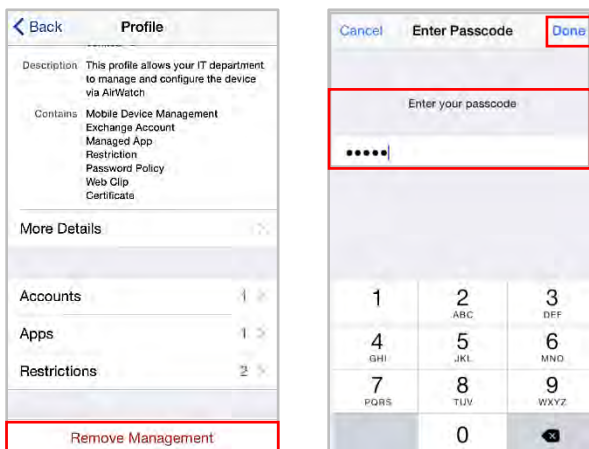 Back Profile
Description This profile allows your IT department
to manage and configure the device
via AirWatch
Contains Mobile Device Management
Exchange Account
Managed App
Restriction
Password Policy
Web Clip
Certificate
More Details
Accounts 1
Apps 1
Restrictions 2
Remove Management
Cancel Enter Passcode Done
Enter your passcode
•••••
1 2 3
ABC DEF
4 5 6
GHI JKL MNO
7 8 9
PQRS TUV WXYZ
0